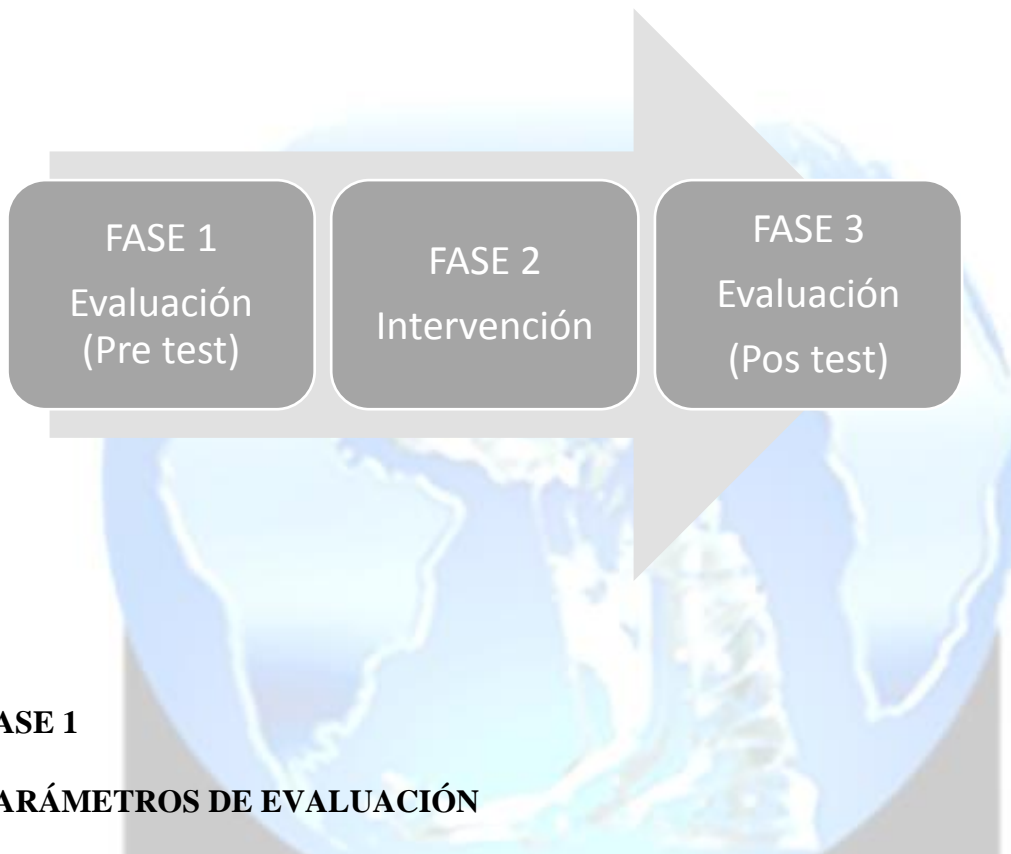 FASE 1
Evaluación
(Pre test)
FASE 2
Intervención
FASE 3
Evaluación
(Pos test)
ASE 1
ARÁMETROS DE EVALUACIÓN